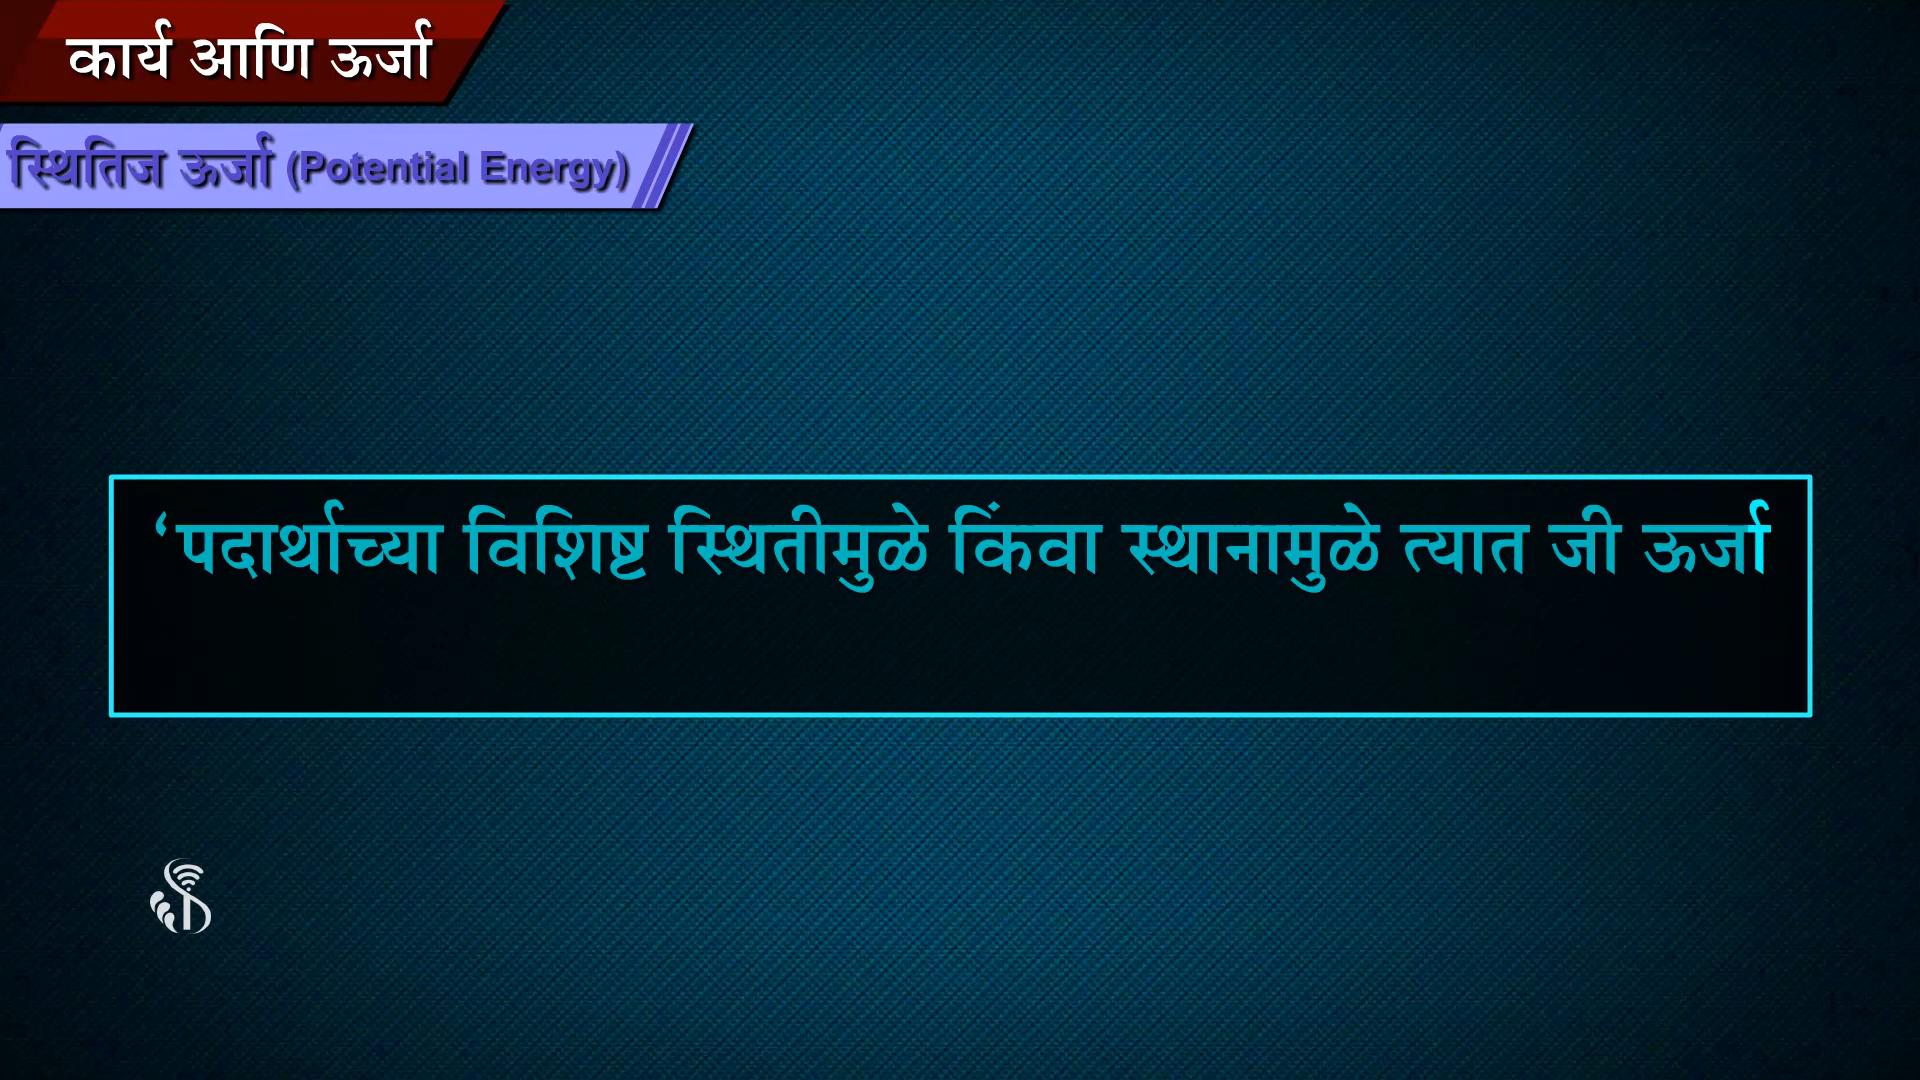 कार्य आणि ऊर्जा
स्थितिज ऊर्जा (Potential Energy)
‘पदार्थाच्या विशिष्ट स्थितीमुळे किंवा स्थानामुळे त्यात जी ऊर्जा